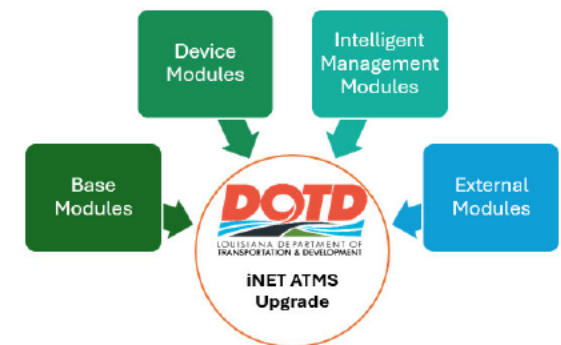 Device
Modules
Intelligent
Management
Modules
Base
Modules
External
Modules
DOTD
LOUISIANA DEPARTMENT OF
TRANSPORTATION & DEVELOPMENT
iNET ATMS
Upgrade